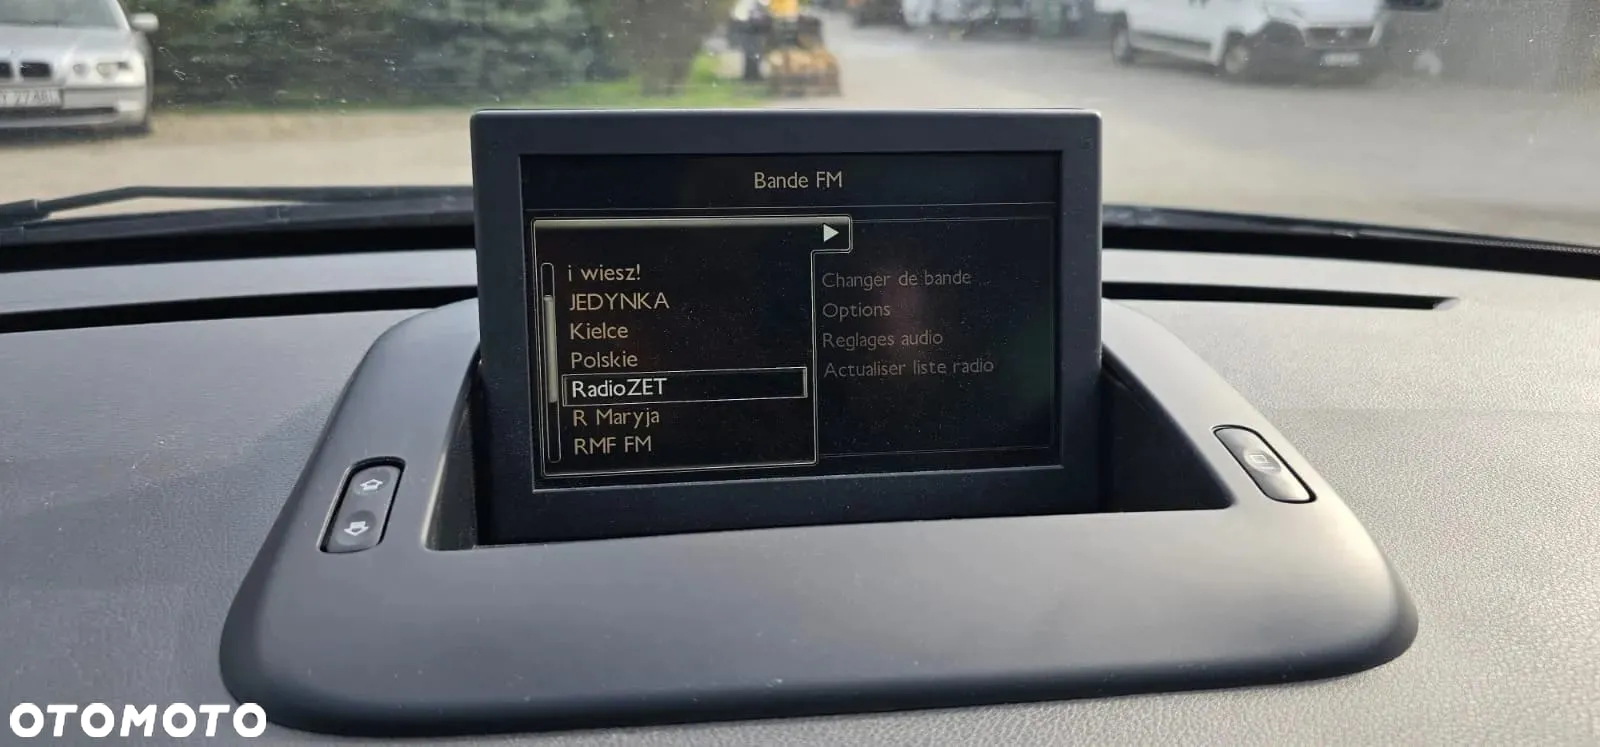 Bande FM
i wiesz!
JEDYNKA
Kielce
Polskie
RadioZET
R Maryja
RMF FM
Changer de bande
Options
Reglages audio
Actualiser liste radio
OTOMOTO